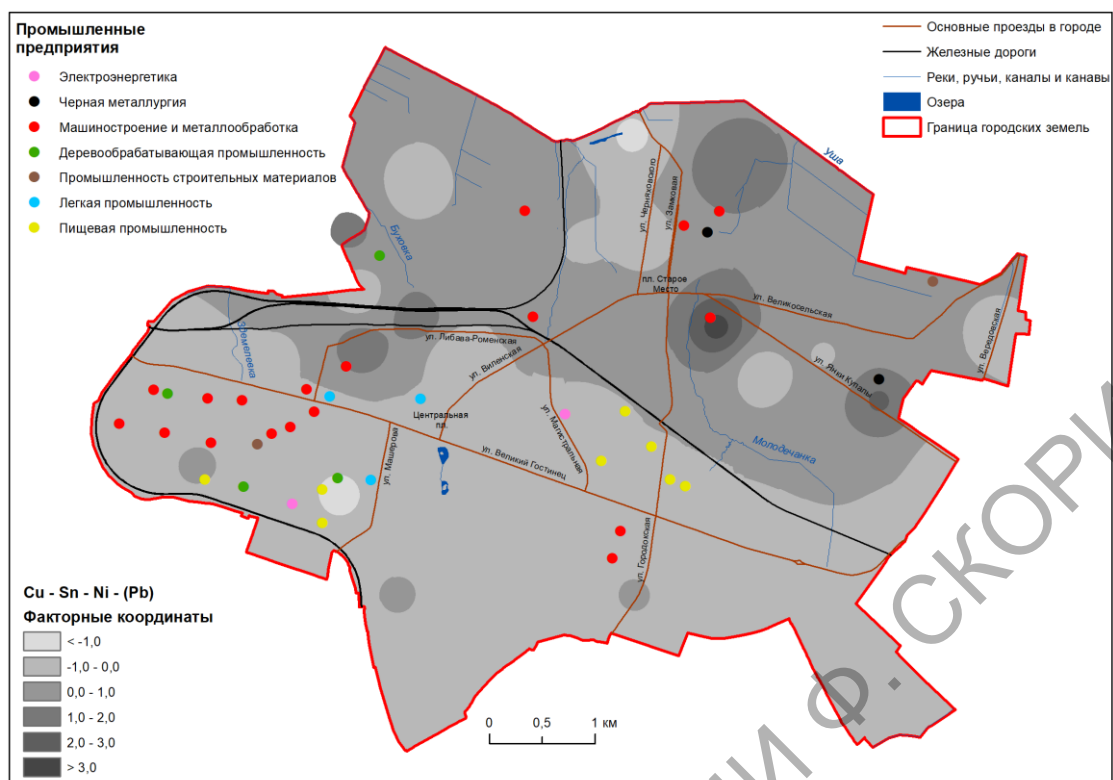 Промышленные
предприятия
Электроэнергетика
Черная металлургия
Машиностроение и металлообработка
Деревообрабатывающая промышленность
Промышленность строительных материалов
Легкая промышленность
Пищевая промышленность
Основные проезды в городе
Железные дороги
Реки, ручьи, каналы и канавы
Озера
Граница городских земель
Уша
ул. Черняховского
ул. Замковая
Буховка
пл. Старое
Место
ул. Великосельская
ул. Вередовская
ул. Либава-Роменская
ул. Виленская
ул. Янки Купалы
Центральная
пл.
ул. Магистральная
ул. Машерова
ул. Великий Гостинец
Молодечанка
ул. Городокская
Cu - Sn - Ni - (Pb)
Факторные координаты
< -1,0
-1,0 - 0,0
0,0 - 1,0
1,0 - 2,0
2,0 - 3,0
> 3,0
0 0,5 1 км
И Ф. СКОРИ